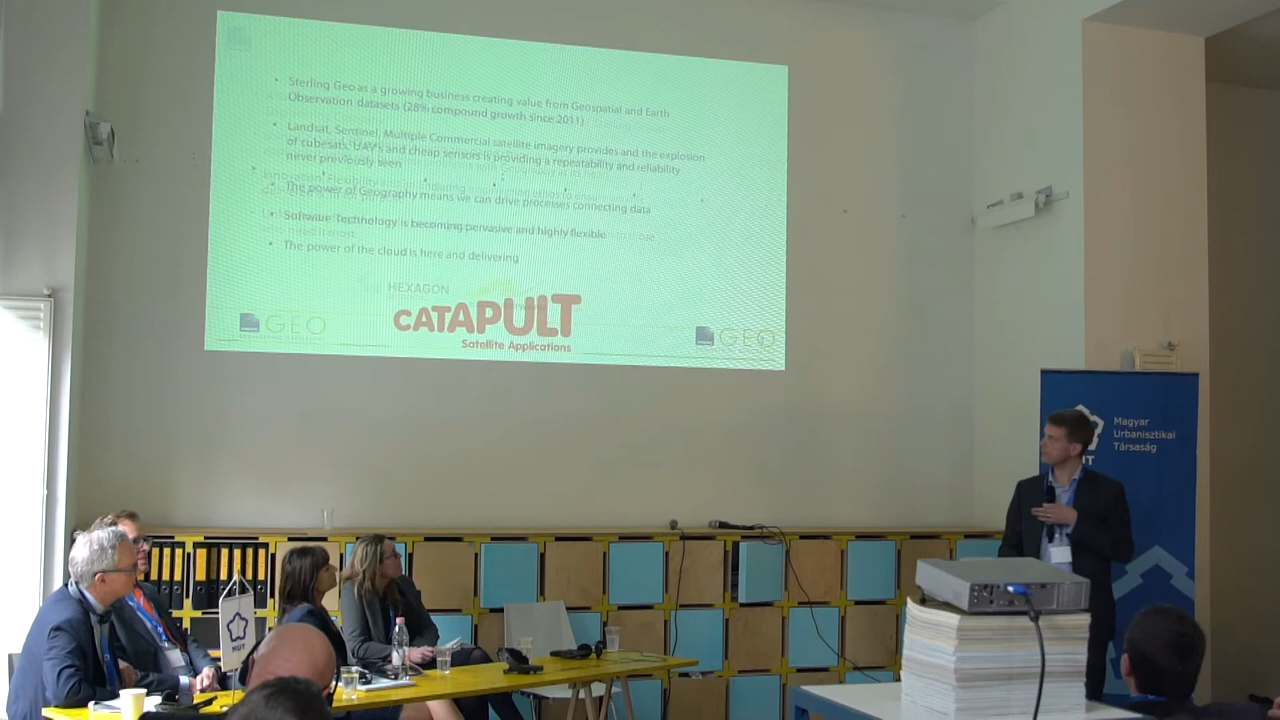 Sterling Geo as a growing business creating value from Geospatial and Earth
Observation datasets (28% compound growth since 2011)
Landsat, Sentinel, Multiple Commercial satellite imagery provides and the explosion
of cubesats, UAV's and cheap sensors is providing a repeatability and reliability
never previously seen
The power of Geography means we can drive processes connecting data
Software Technology is becoming pervasive and highly flexible
The power of the cloud is here and delivering
HEXAGON
CATAPULT
Satellite Applications
GEO
GEO
Magyar
Urbanisztikai
Társaság
MUT